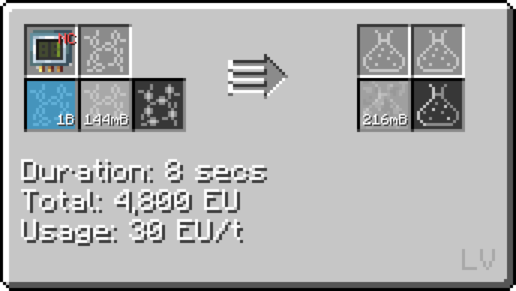 NC
1B 144mB 216mB
Duration: 8 secs
Total: 4,800 EU
Usage: 30 EU/t
LV